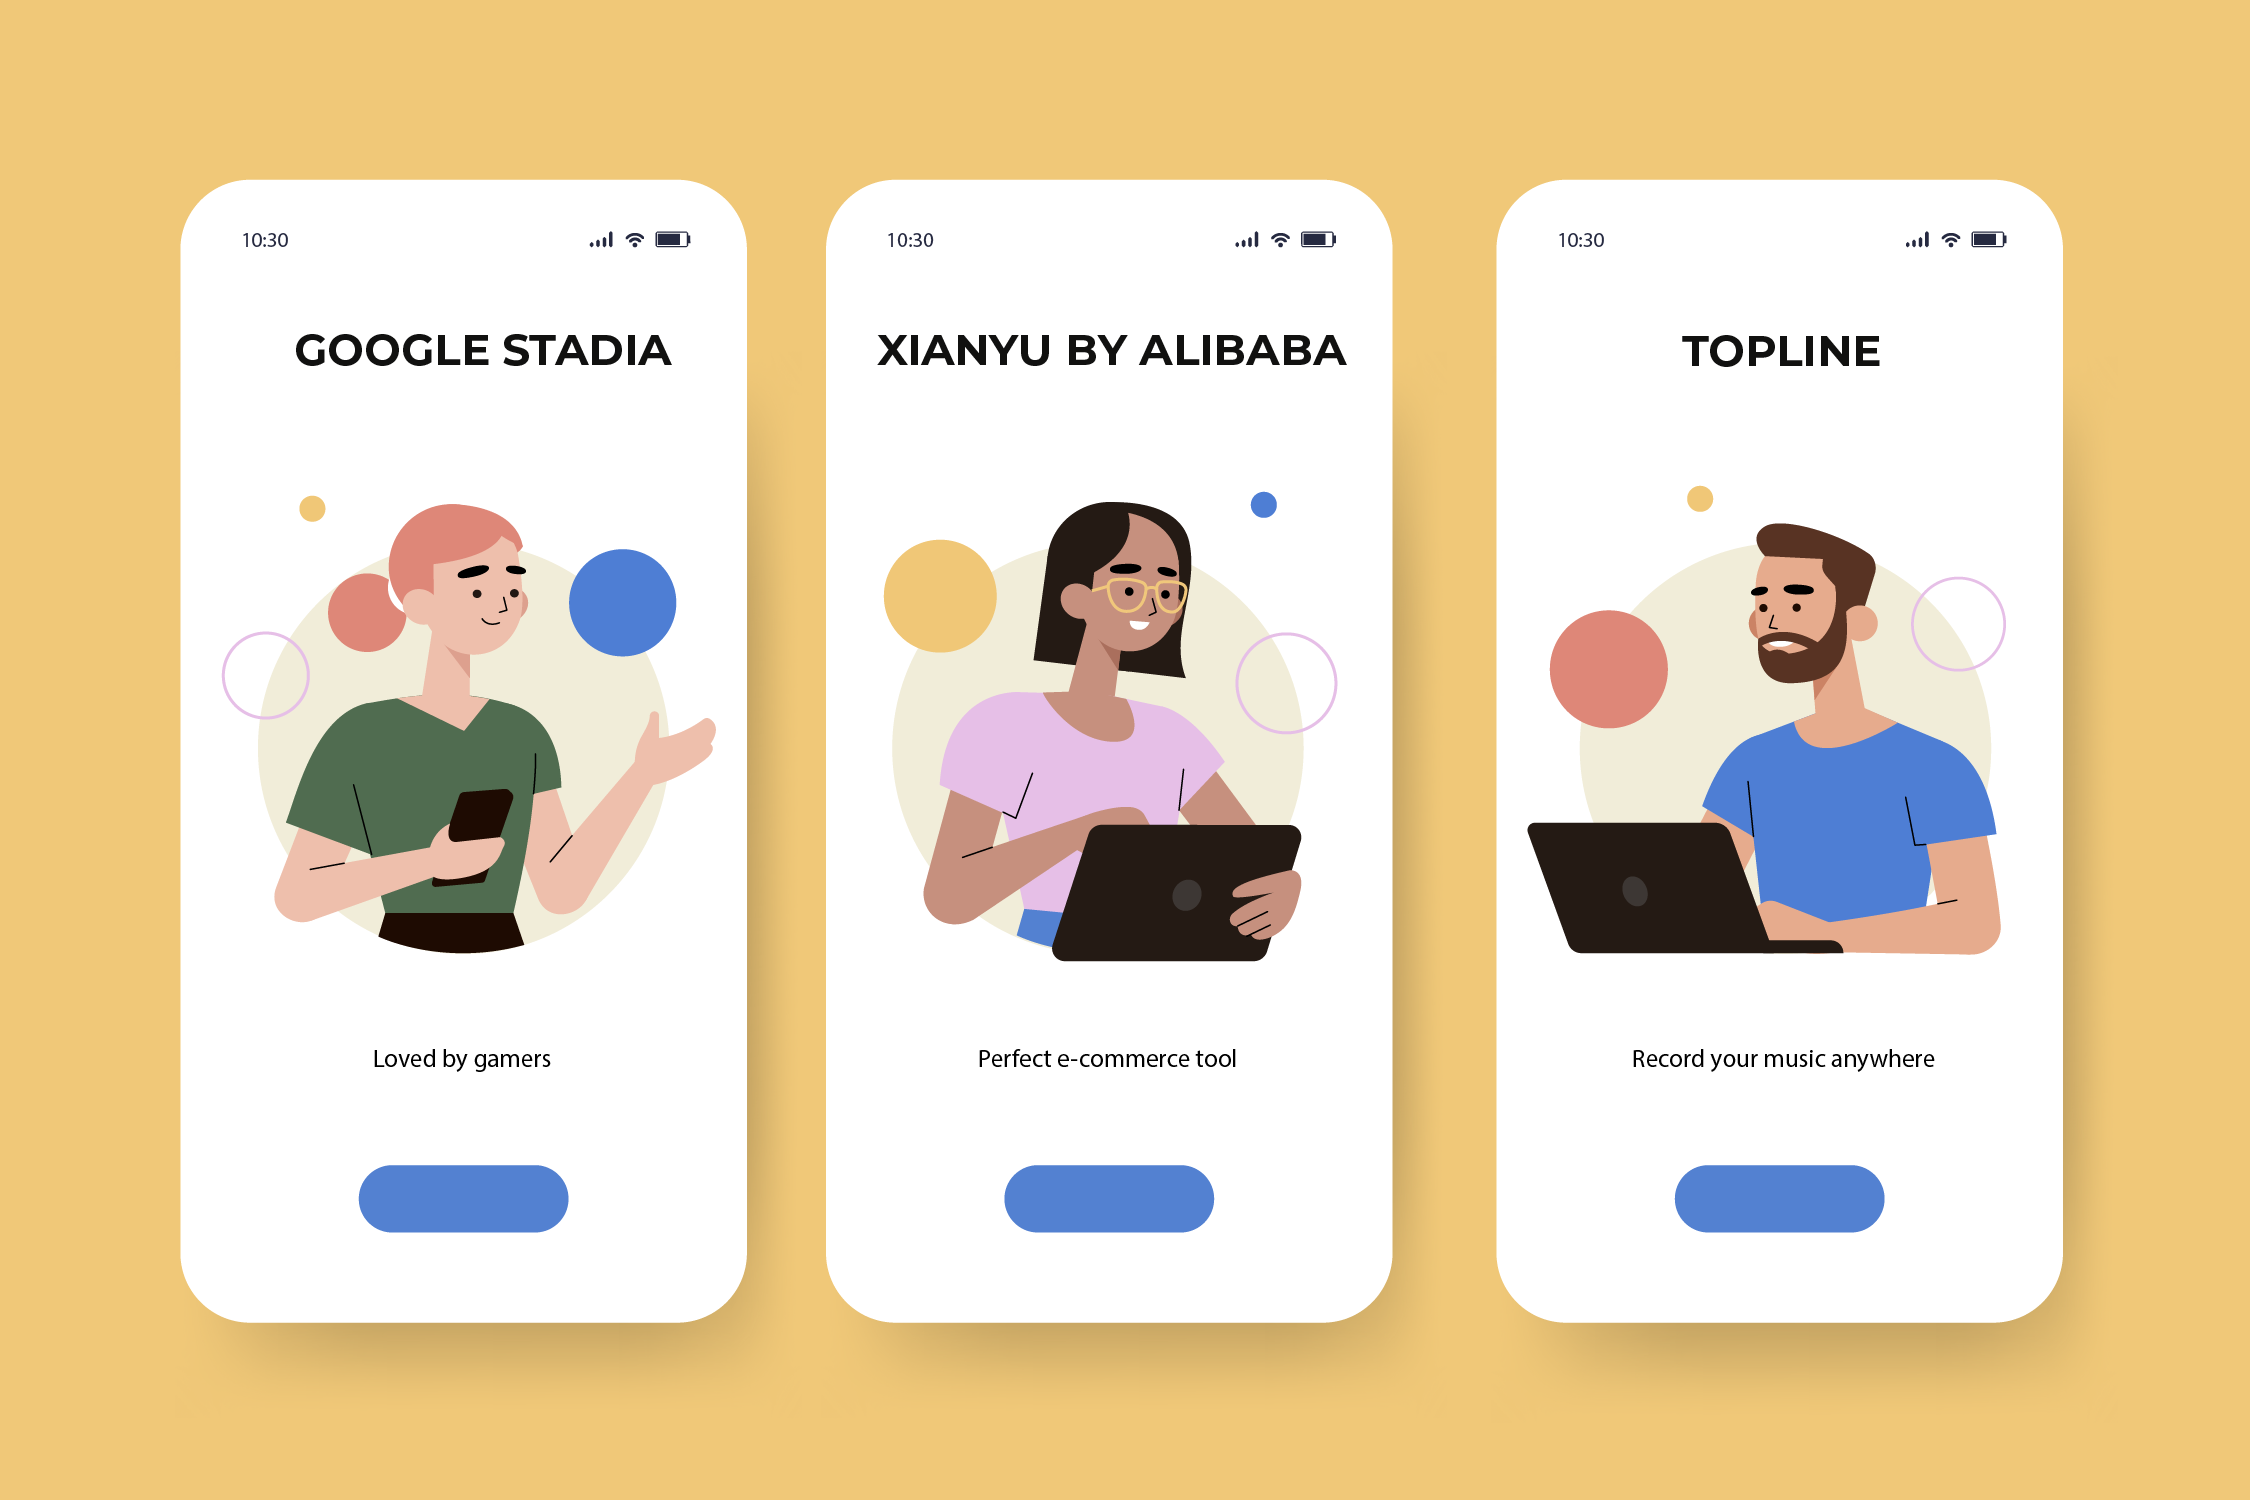 10:30
GOOGLE STADIA
Loved by gamers
10:30
XIANYU BY ALIBABA
Perfect e-commerce tool
10:30
TOPLINE
Record your music anywhere